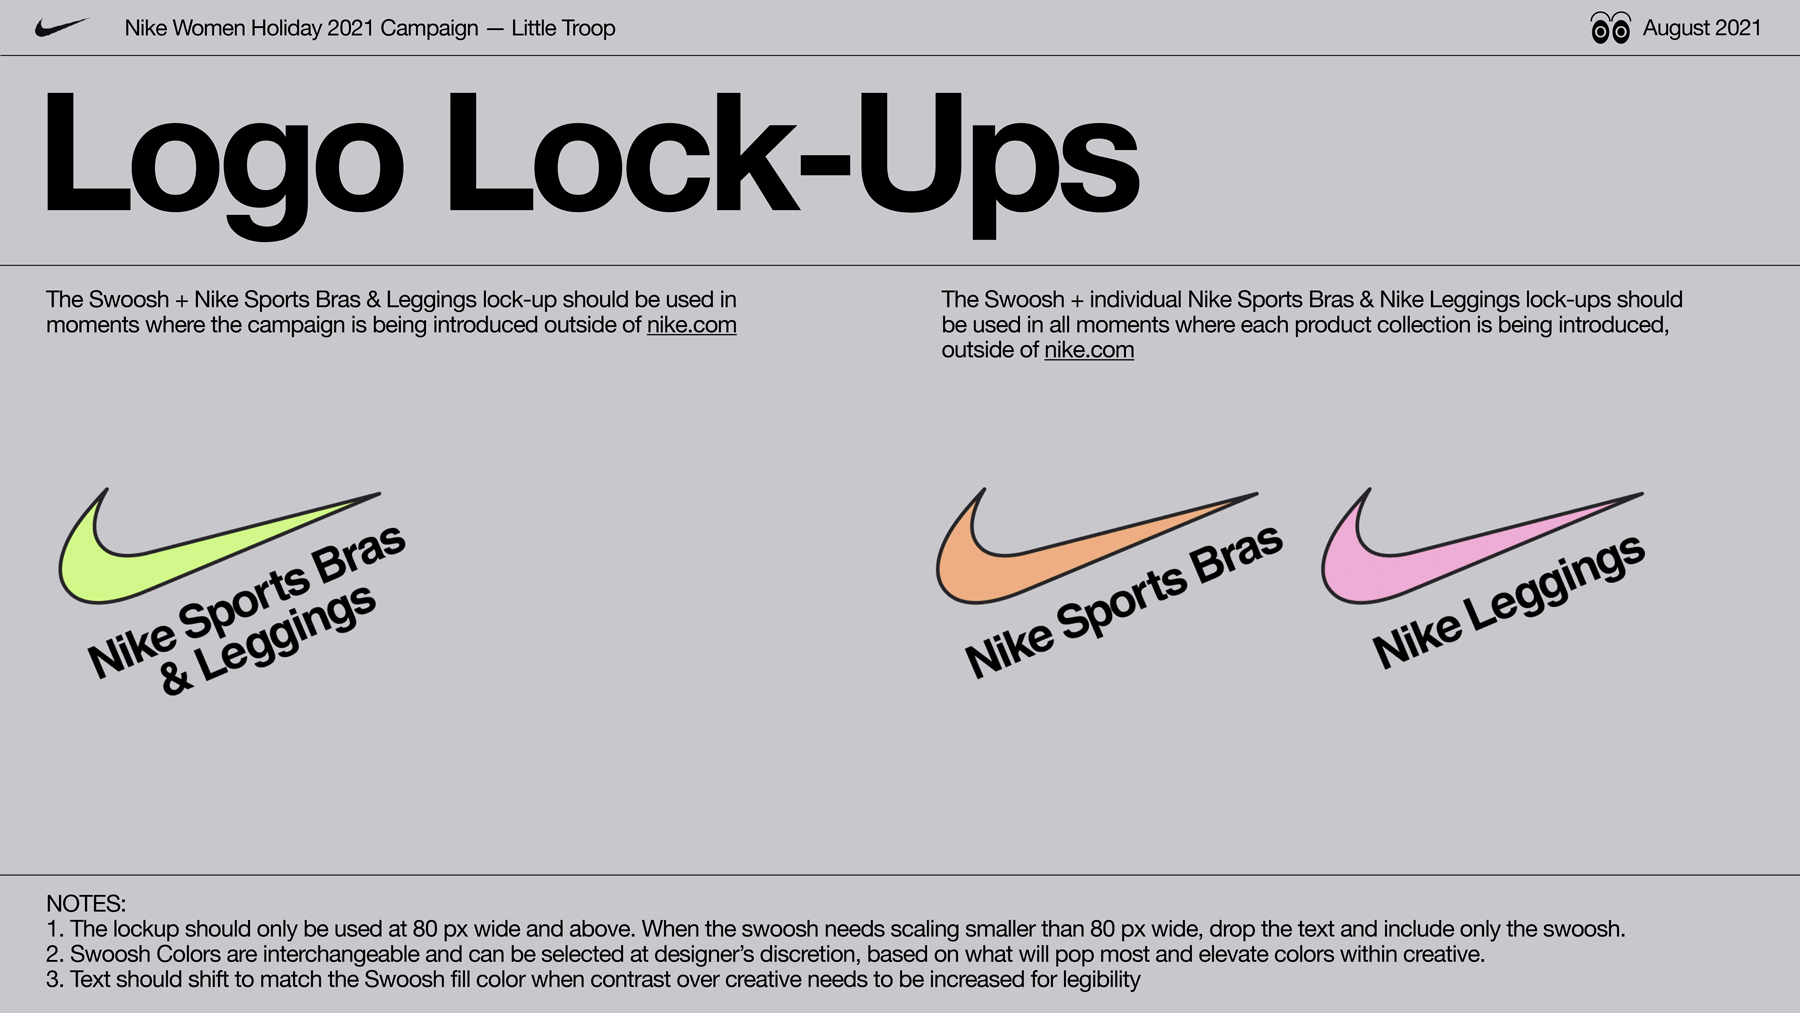 Nike Women Holiday 2021 Campaign — Little Troop
August 2021
Logo Lock-Ups
The Swoosh + Nike Sports Bras & Leggings lock-up should be used in
moments where the campaign is being introduced outside of nike.com
The Swoosh + individual Nike Sports Bras & Nike Leggings lock-ups should
be used in all moments where each product collection is being introduced,
outside of nike.com
Nike Sports Bras
& Leggings
Nike Sports Bras
Nike Leggings
NOTES:
1. The lockup should only be used at 80 px wide and above. When the swoosh needs scaling smaller than 80 px wide, drop the text and include only the swoosh.
2. Swoosh Colors are interchangeable and can be selected at designer’s discretion, based on what will pop most and elevate colors within creative.
3. Text should shift to match the Swoosh fill color when contrast over creative needs to be increased for legibility